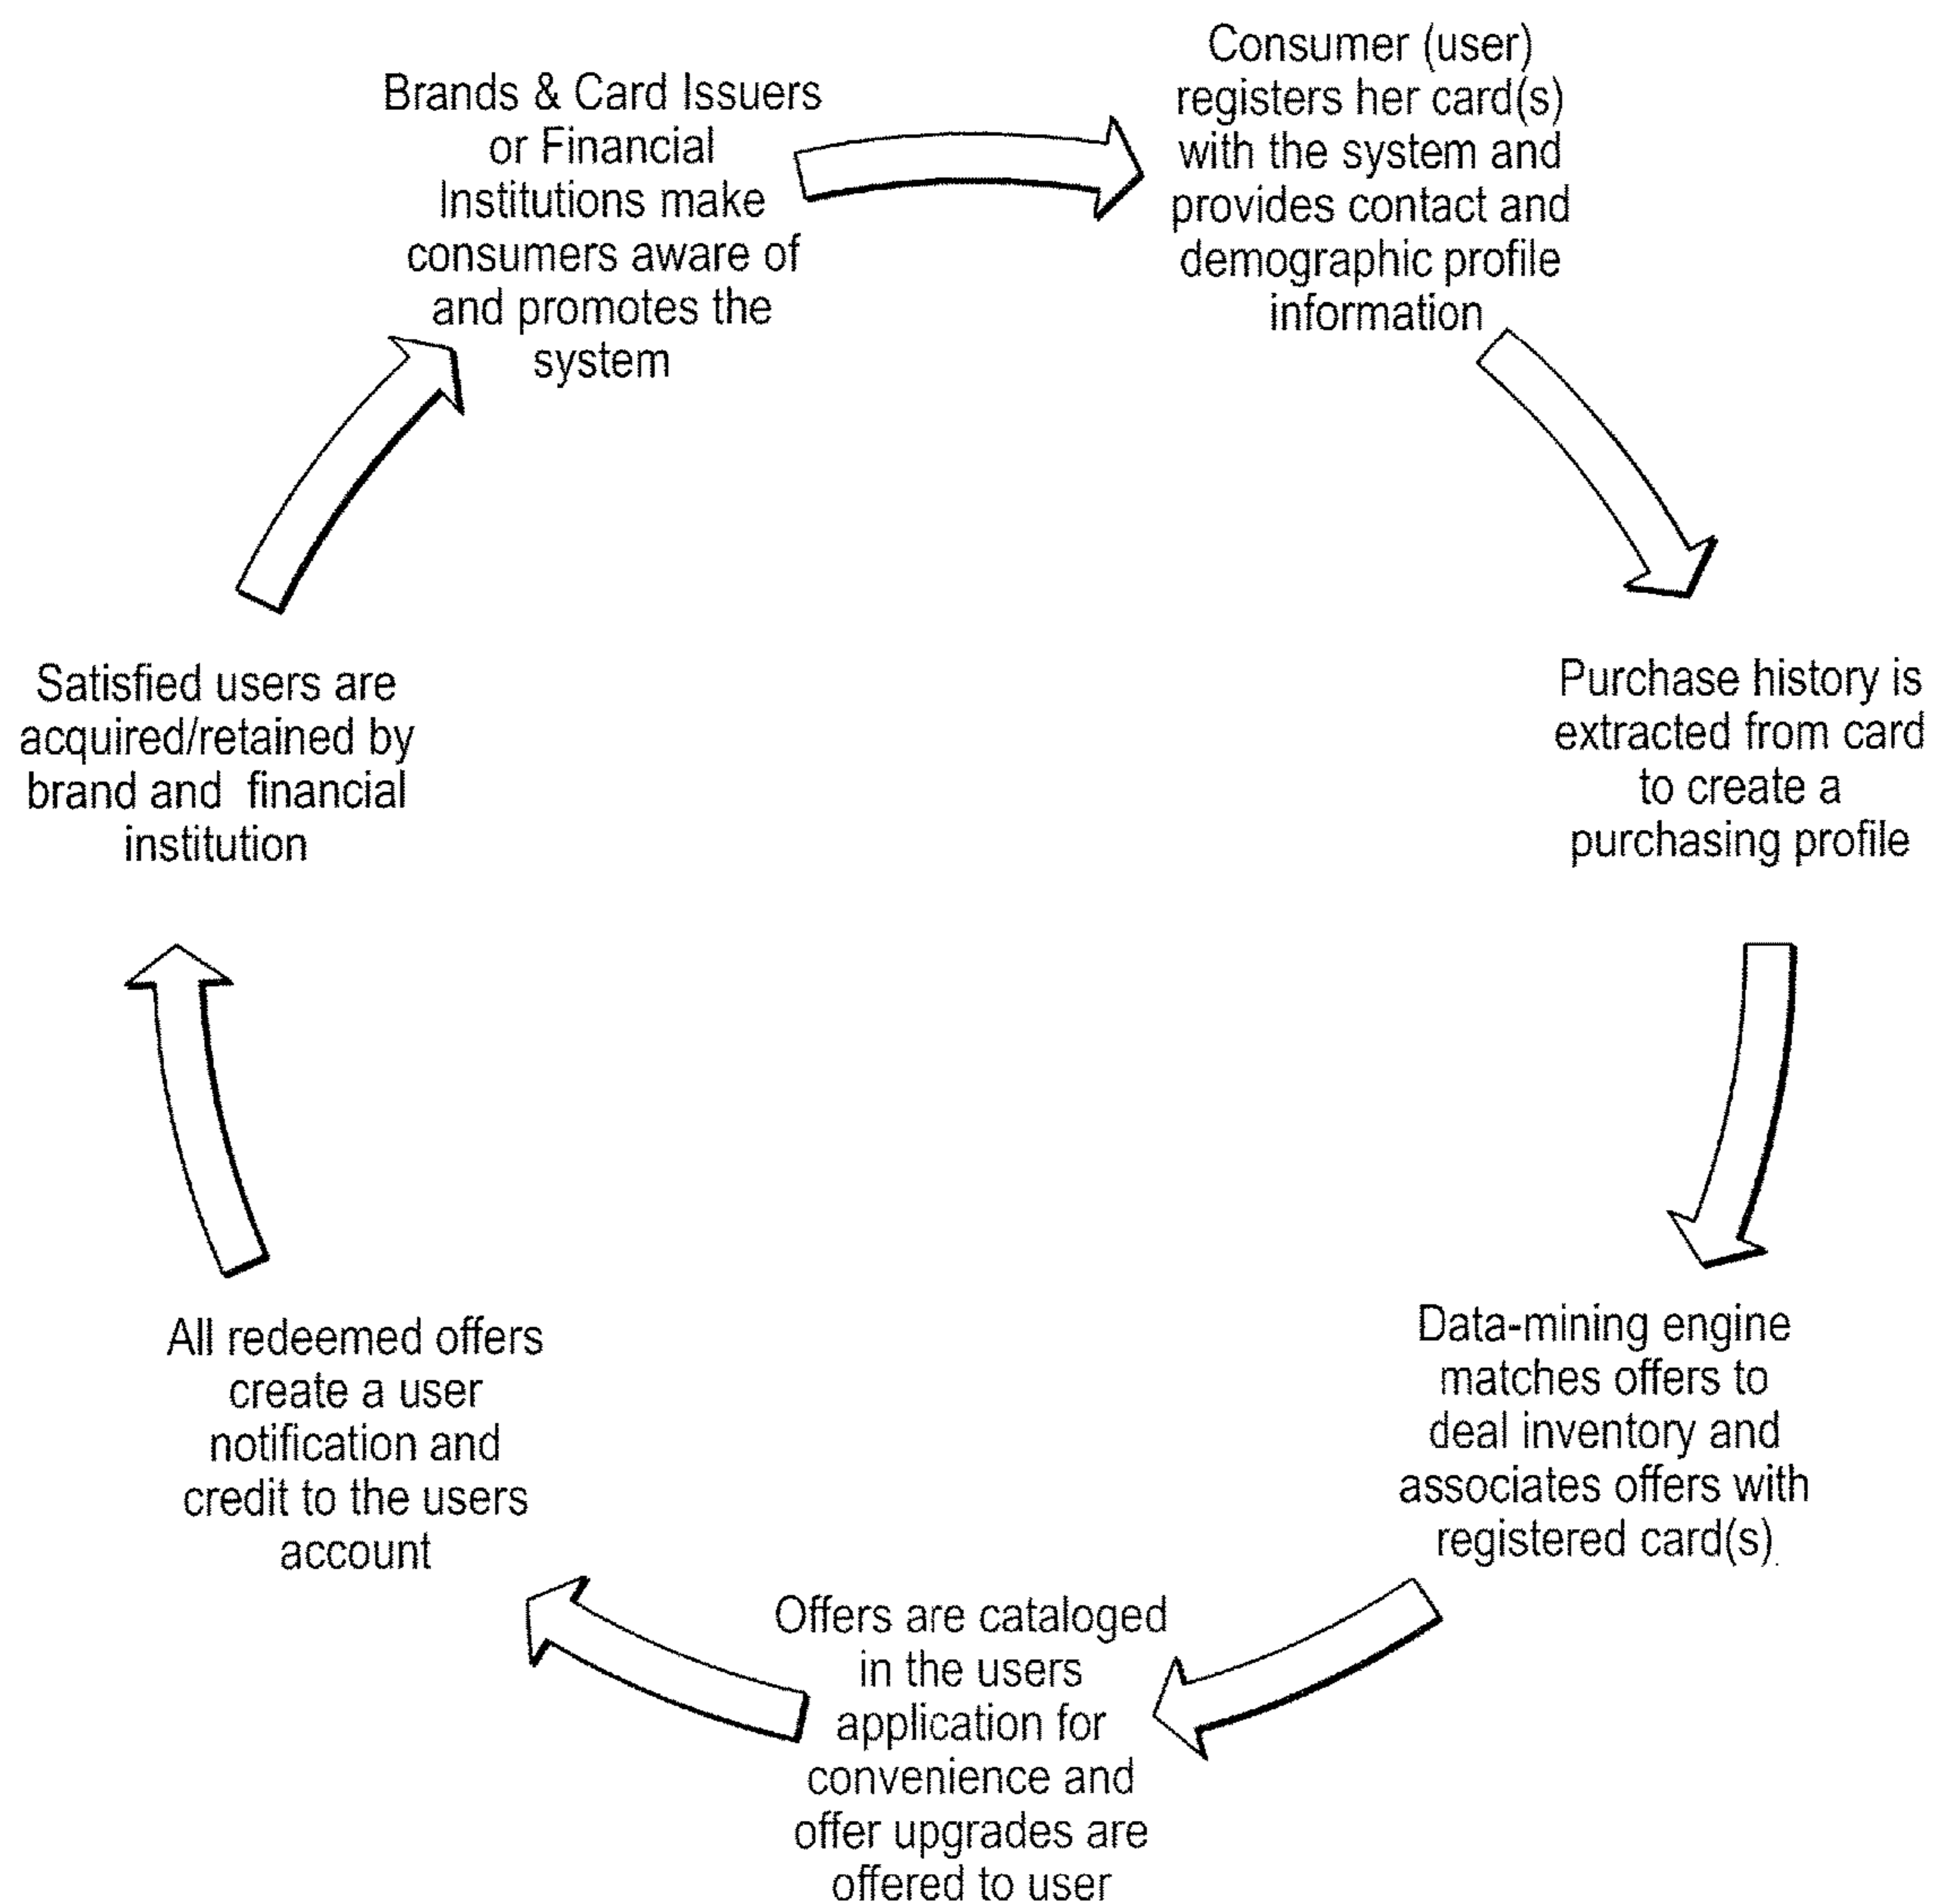 Brands & Card Issuers
or Financial
Institutions make
consumers aware of
and promotes the
system
Consumer (user)
registers her card(s)
with the system and
provides contact and
demographic profile
information
Purchase history is
extracted from card
to create a
purchasing profile
Data-mining engine
matches offers to
deal inventory and
associates offers with
registered card(s)
Offers are cataloged
in the users
application for
convenience and
offer upgrades are
offered to user
All redeemed offers
create a user
notification and
credit to the users
account
Satisfied users are
acquired/retained by
brand and financial
institution